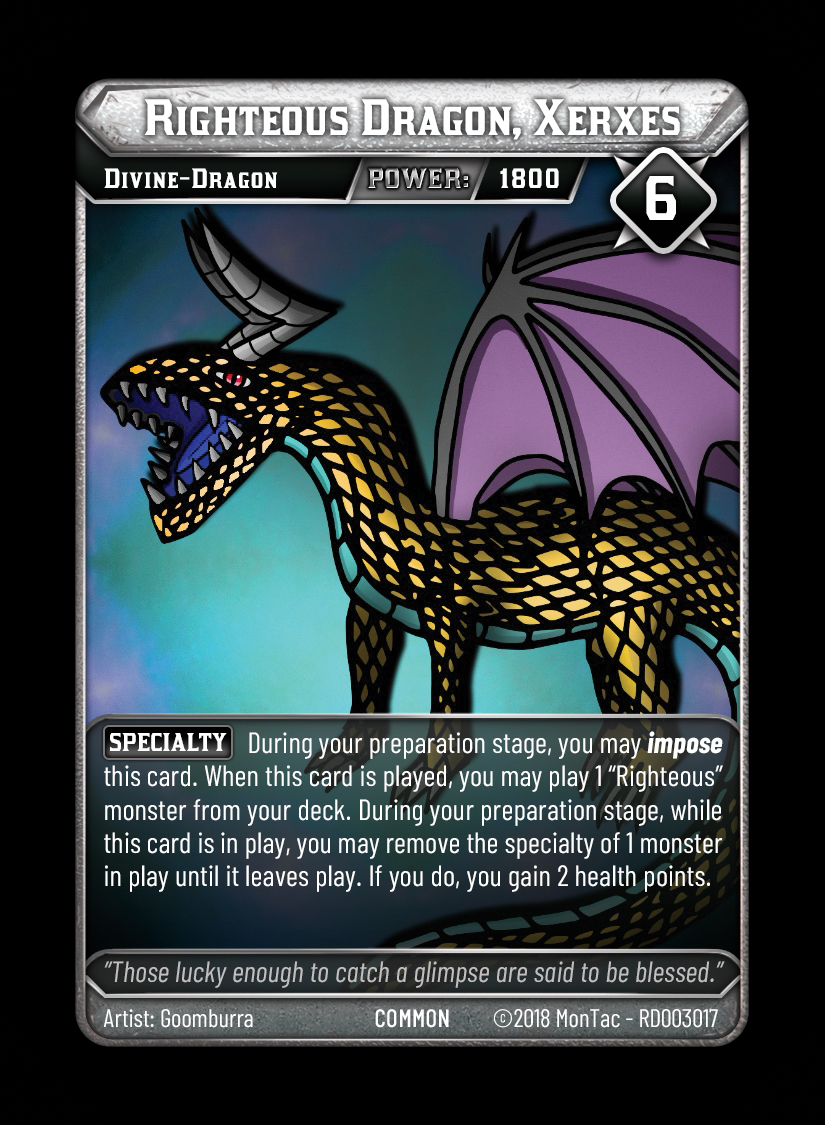 Righteous Dragon, Xerxes
Divine-Dragon POWER: 1800
6
SPECIALTY During your preparation stage, you may impose
this card. When this card is played, you may play 1 “Righteous”
monster from your deck. During your preparation stage, while
this card is in play, you may remove the specialty of 1 monster
in play until it leaves play. If you do, you gain 2 health points.
“Those lucky enough to catch a glimpse are said to be blessed.”
Artist: Goomburra COMMON ©2018 MonTac - RD003017